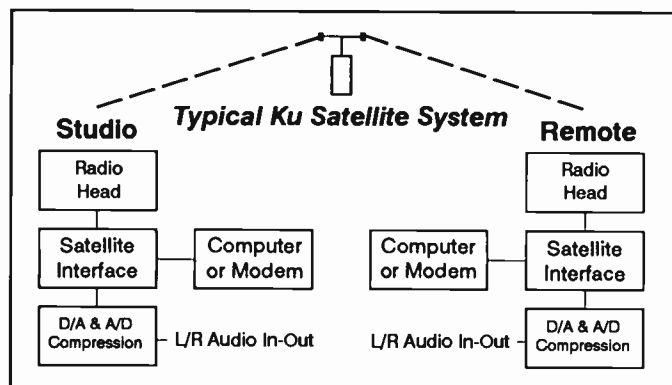 Typical Ku Satellite System
Studio
Remote
Radio
Head
Radio
Head
Satellite
Interface
Computer
or Modem
Computer
or Modem
Satellite
Interface
D/A & A/D
Compression
L/R Audio In-Out
L/R Audio In-Out
D/A & A/D
Compression